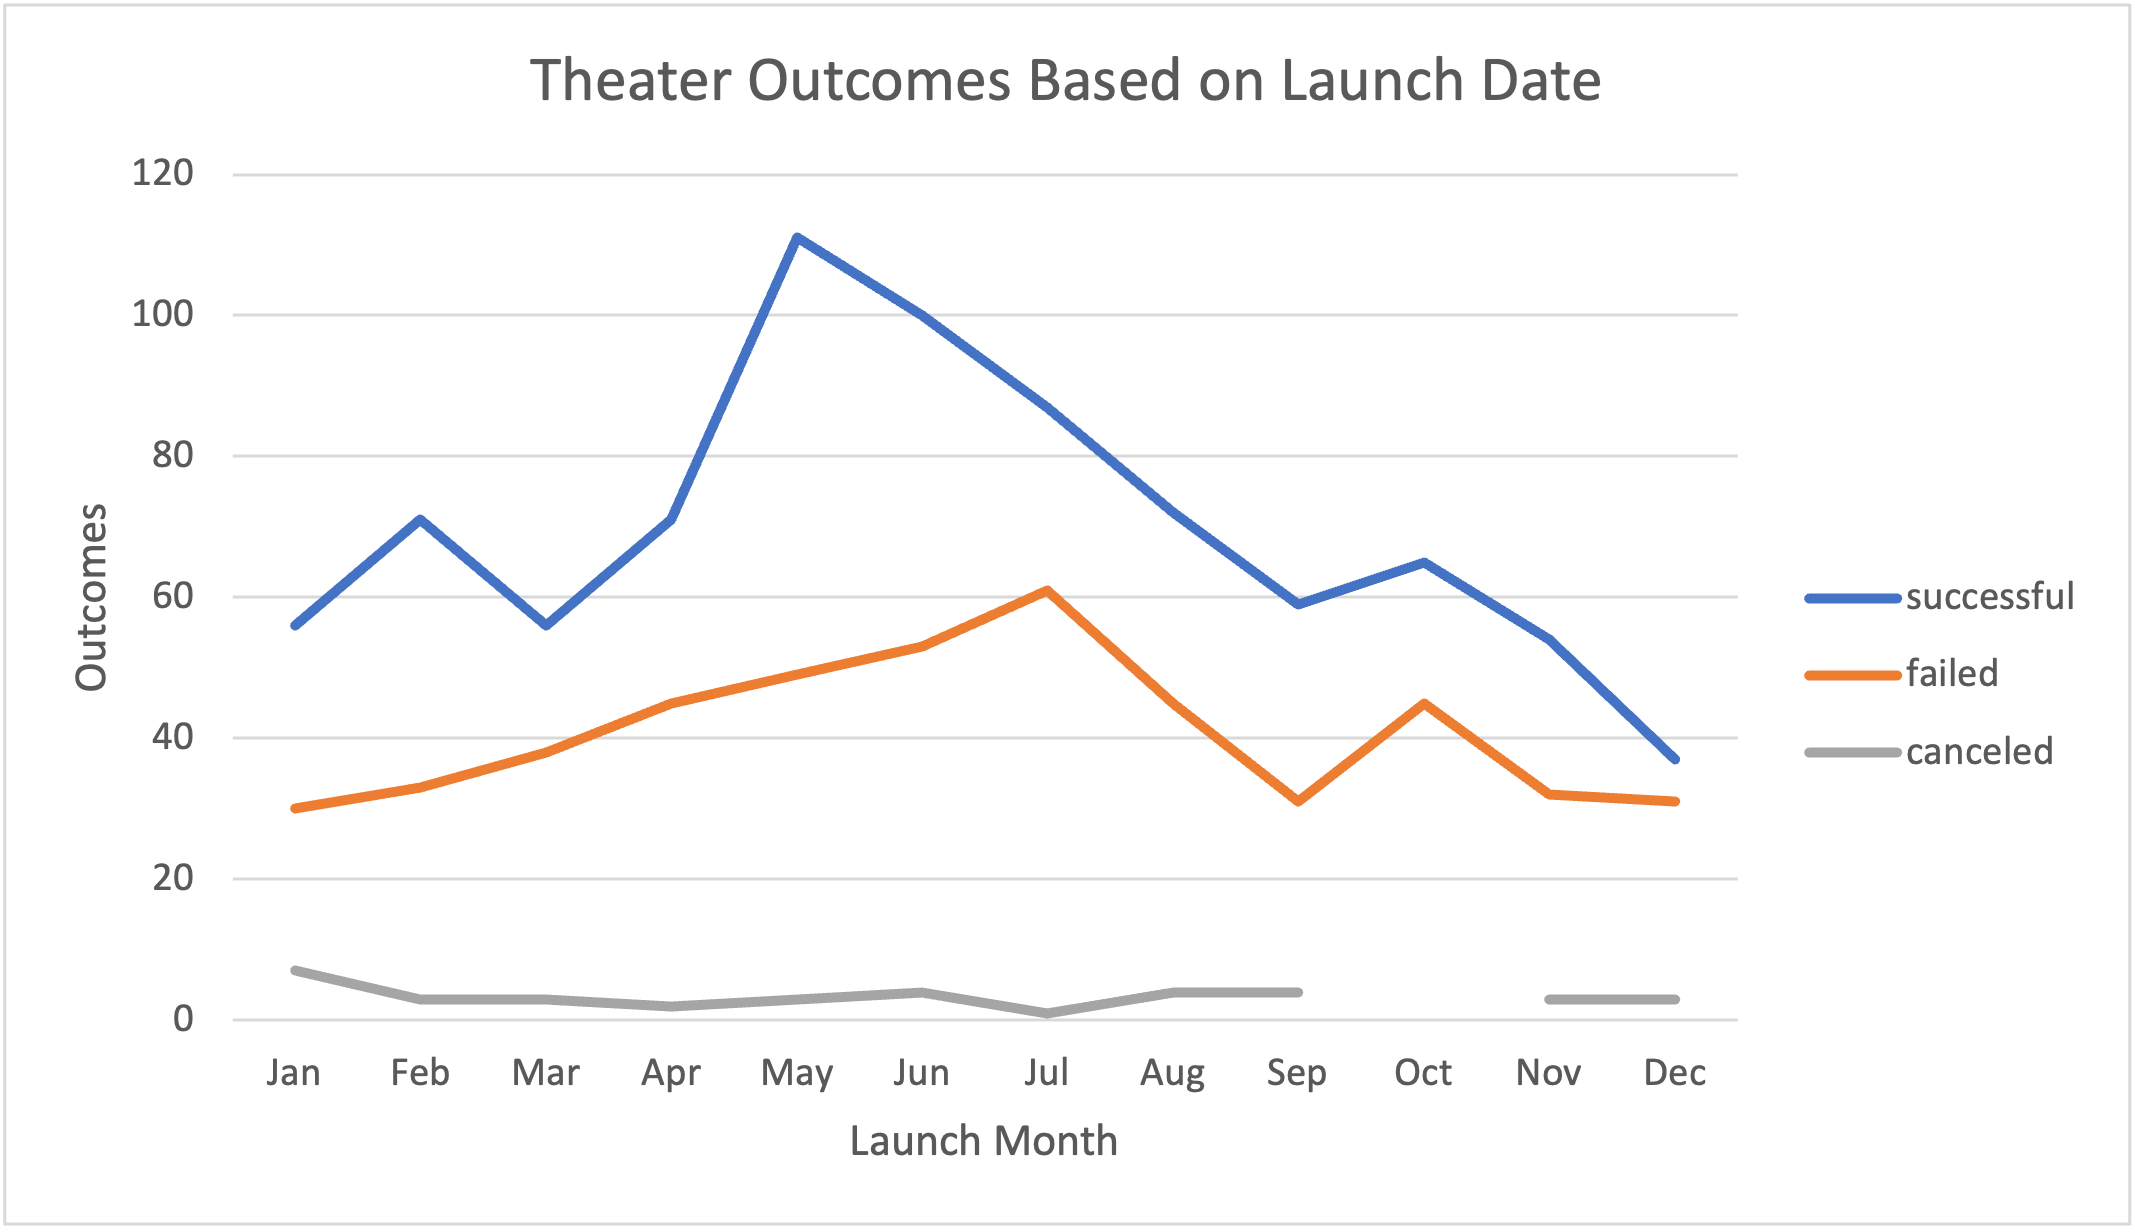 Theater Outcomes Based on Launch Date
120
100
80
60
40
20
0
Outcomes
Jan Feb Mar Apr May Jun Jul Aug Sep Oct Nov Dec
Launch Month
successful
failed
canceled